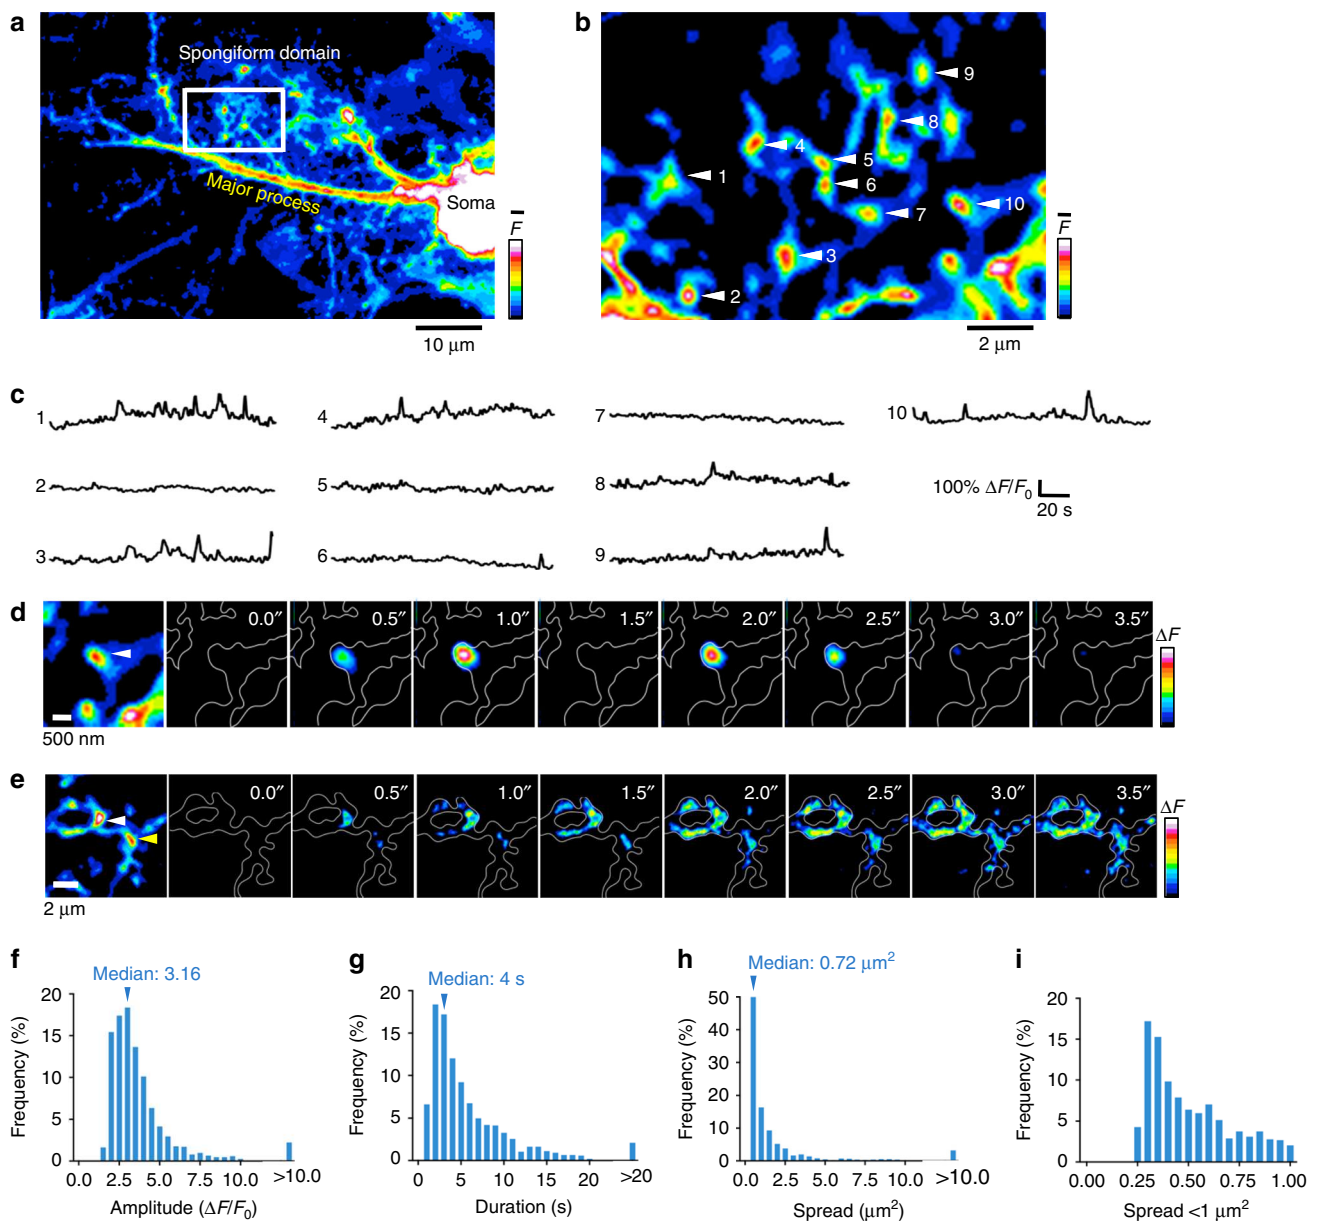 a
Spongiform domain
Major process
Soma
F
10 μm
b
1
2
3
4
5
6
7
8
9
10
F
2 μm
c
1
4
7
10
2
5
8
100% ΔF/F0
20 s
3
6
9
d
0.0″
0.5″
1.0″
1.5″
2.0″
2.5″
3.0″
3.5″
ΔF
500 nm
e
0.0″
0.5″
1.0″
1.5″
2.0″
2.5″
3.0″
3.5″
ΔF
2 μm
f
Median: 3.16
Frequency (%)
20
15
10
5
0
0.0
2.5
5.0
7.5
10.0
>10.0
Amplitude (ΔF/F0)
g
Median: 4 s
Frequency (%)
20
15
10
5
0
0
5
10
15
20
>20
Duration (s)
h
Median: 0.72 μm²
Frequency (%)
50
40
30
20
10
0
0.0
2.5
5.0
7.5
10.0
>10.0
Spread (μm²)
i
Frequency (%)
20
15
10
5
0
0.00
0.25
0.50
0.75
1.00
Spread <1 μm²